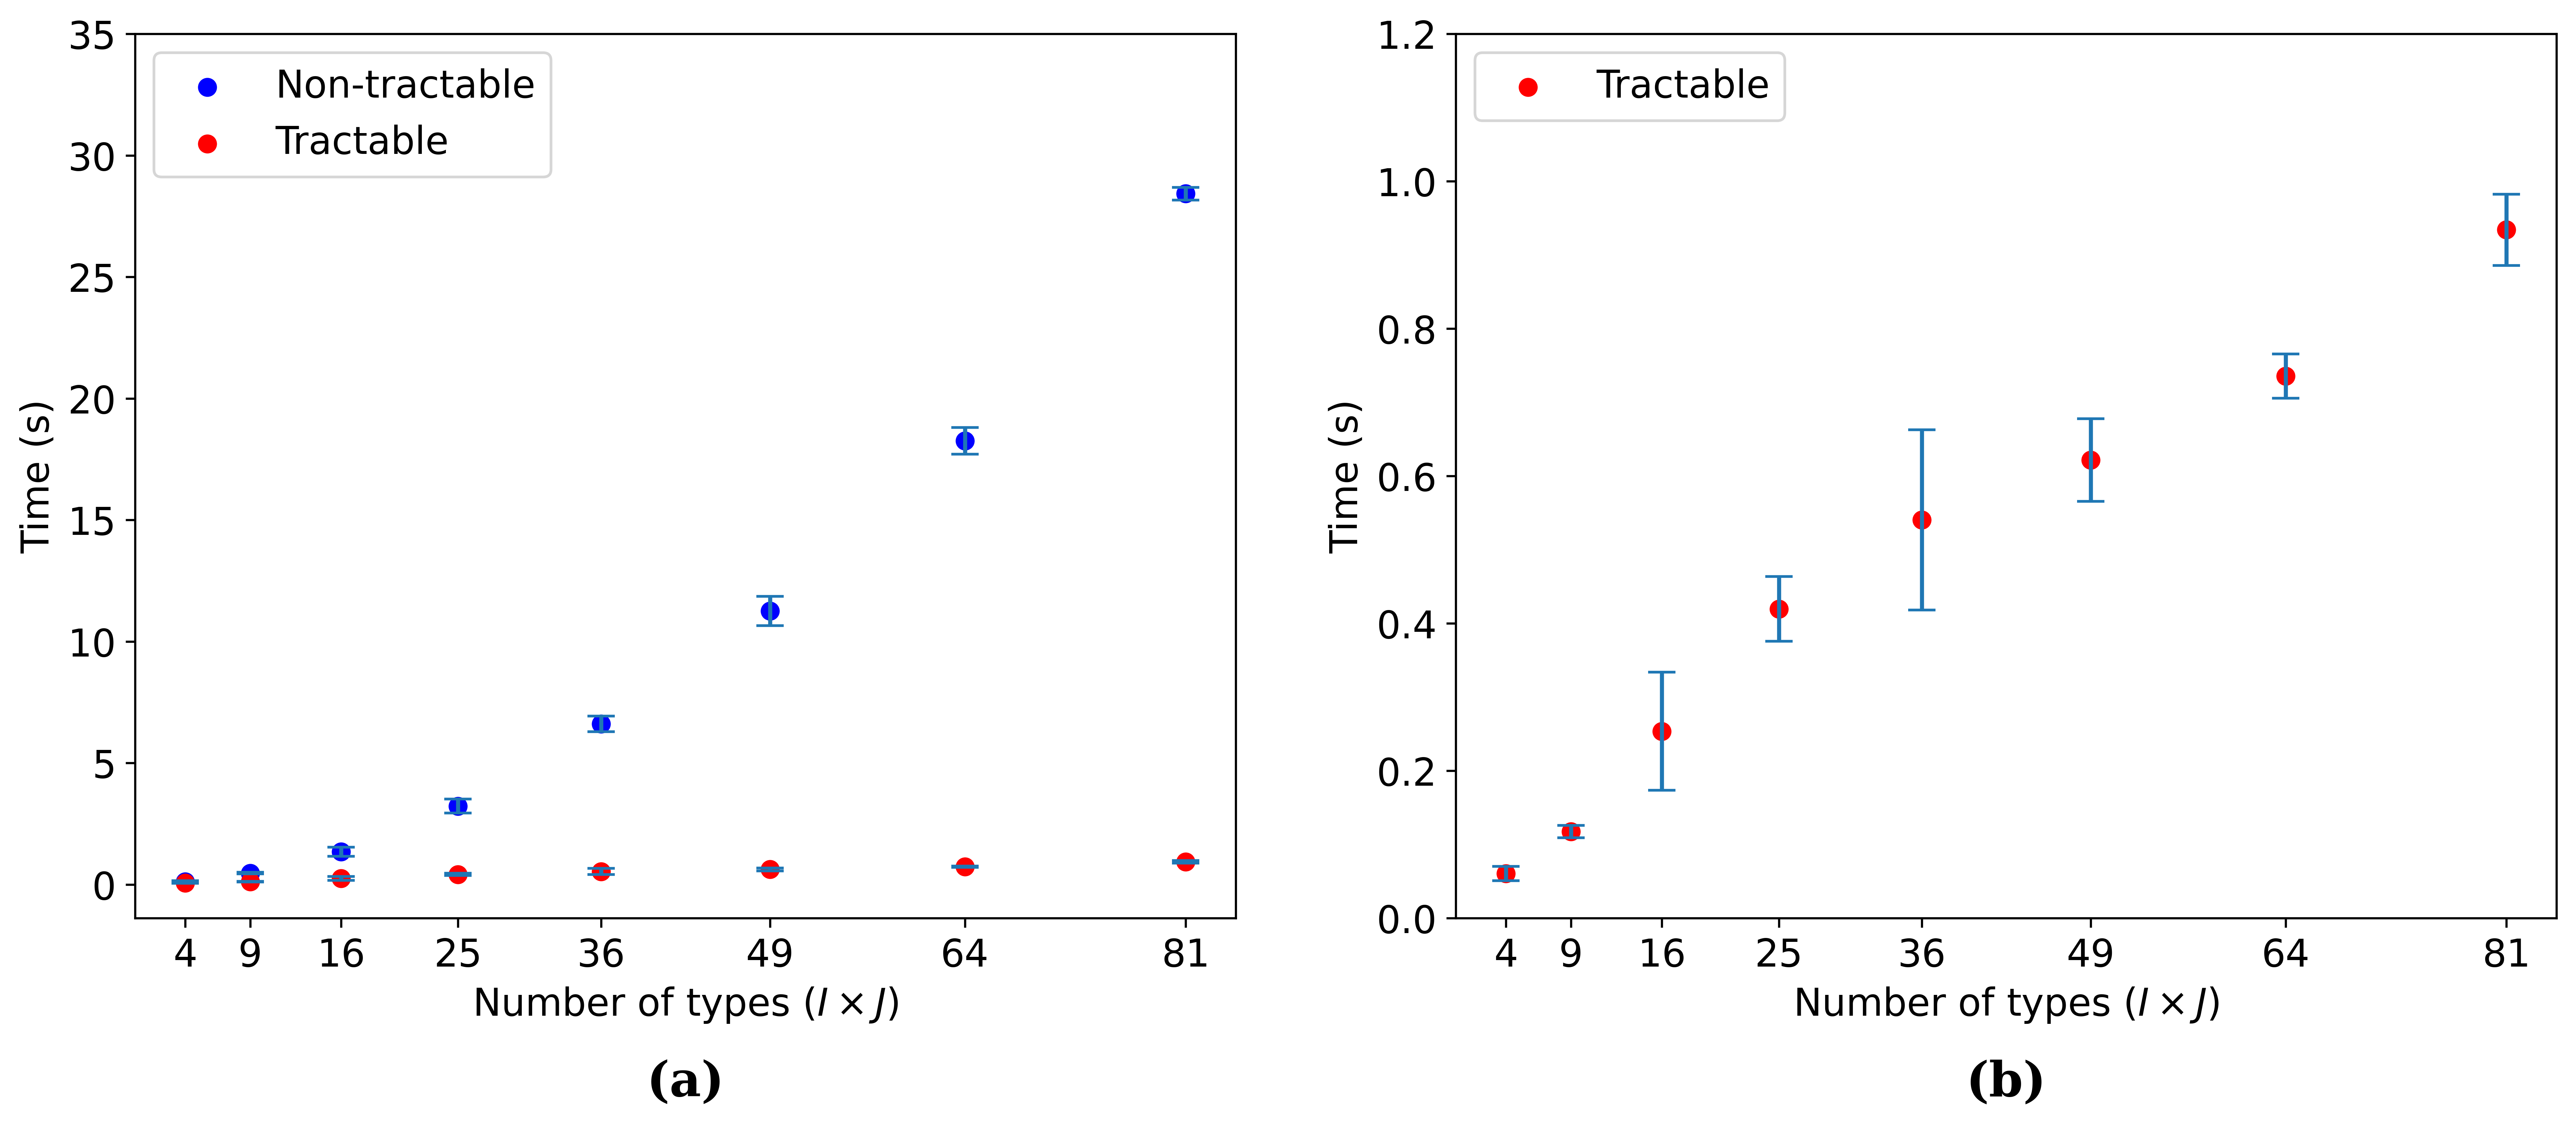 35
30
25
20
15
10
5
0
Time (s)
Non-tractable
Tractable
4 9 16 25 36 49 64 81
Number of types (I × J)
(a)
1.2
1.0
0.8
0.6
0.4
0.2
0.0
Time (s)
Tractable
4 9 16 25 36 49 64 81
Number of types (I × J)
(b)